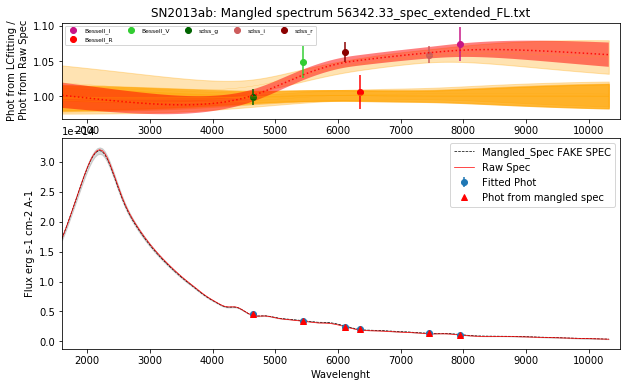 SN2013ab: Mangled spectrum 56342.33_spec_extended_FL.txt
Phot from LCfitting /
Phot from Raw Spec
1.10
1.05
1.00
Bessell_I Bessell_V sdss_g sdss_i sdss_r
Bessell_R
2000 3000 4000 5000 6000 7000 8000 9000 10000
1e−14
Flux erg s-1 cm-2 A-1
3.0
2.5
2.0
1.5
1.0
0.5
0.0
Mangled_Spec FAKE SPEC
Raw Spec
Fitted Phot
Phot from mangled spec
2000 3000 4000 5000 6000 7000 8000 9000 10000
Wavelenght